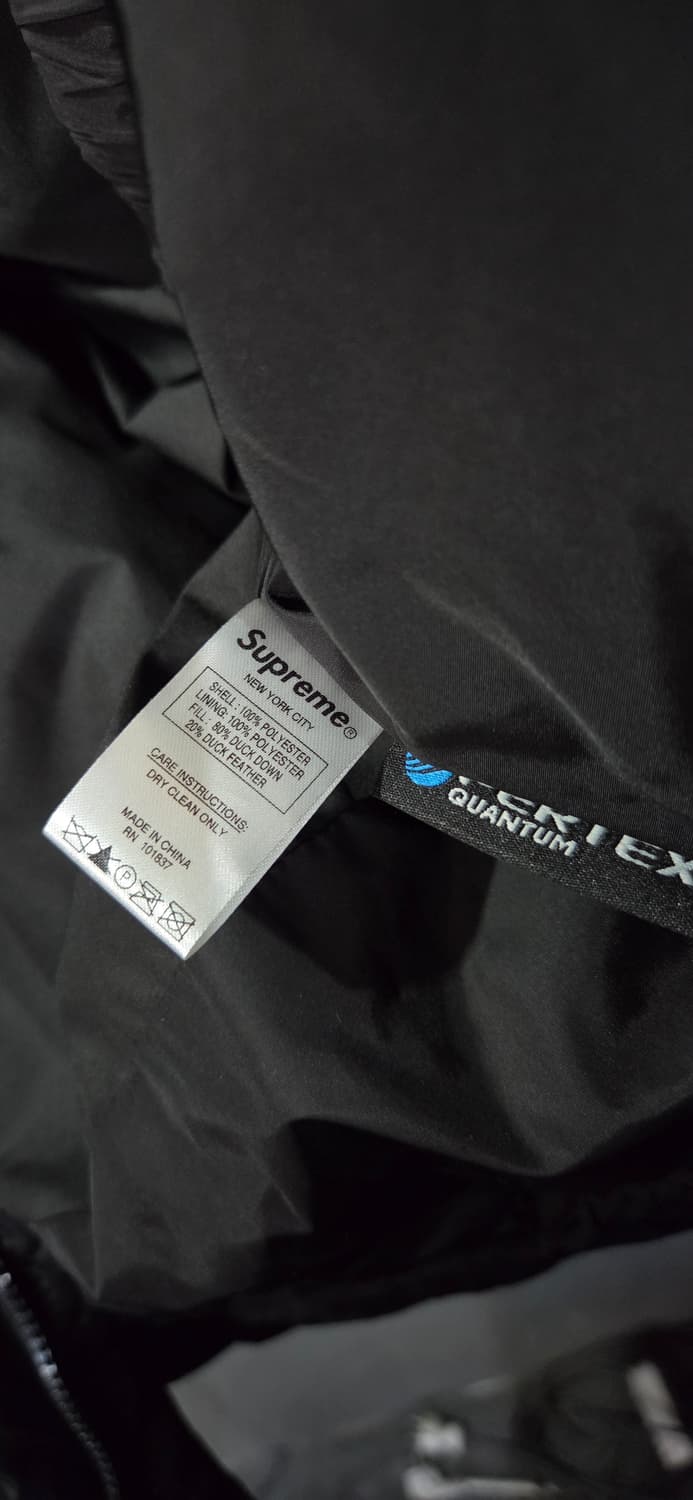 Supreme®
NEW YORK CITY
SHELL: 100% POLYESTER
LINING: 100% POLYESTER
FILL: 80% DUCK DOWN
20% DUCK FEATHER
CARE INSTRUCTIONS:
DRY CLEAN ONLY
MADE IN CHINA
RN 101837
P
QUANTUM